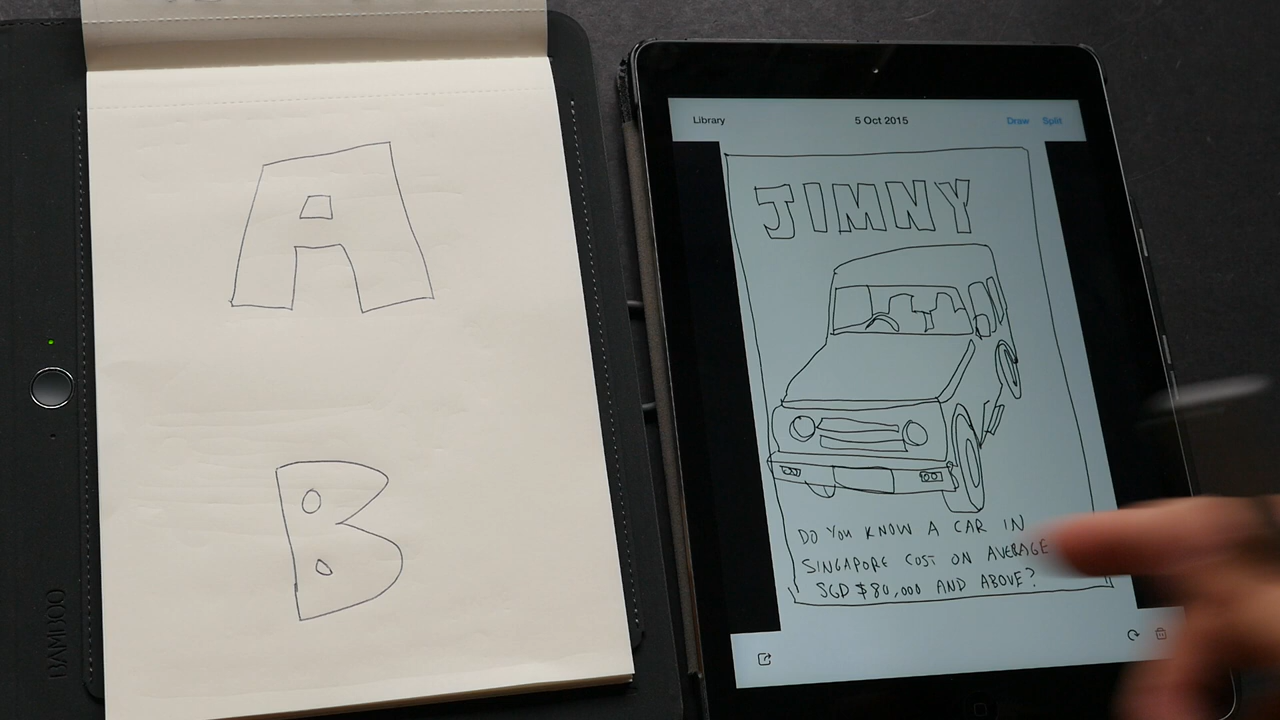 A
B
BAMBOO
Library
5 Oct 2015
Draw
Split
JIMNY
DO YOU KNOW A CAR IN
SINGAPORE COST ON AVERAGE
SGD $80,000 AND ABOVE?